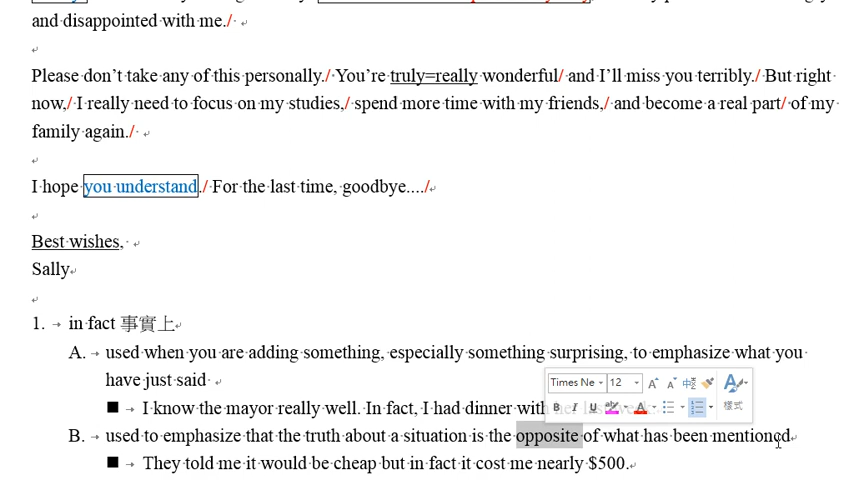 and disappointed with me./
Please don't take any of this personally./ You're truly=really wonderful/ and I'll miss you terribly./ But right
now,/ I really need to focus on my studies,/ spend more time with my friends,/ and become a real part/ of my
family again./
I hope you understand./ For the last time, goodbye..../
Best wishes,
Sally
1. → in fact 事實上
A. → used when you are adding something, especially something surprising, to emphasize what you
have just said
Times Ne 12
■ → I know the mayor really well. In fact, I had dinner with
B I U aby A 樣式
B. → used to emphasize that the truth about a situation is the opposite of what has been mentioned
■ → They told me it would be cheap but in fact it cost me nearly $500.